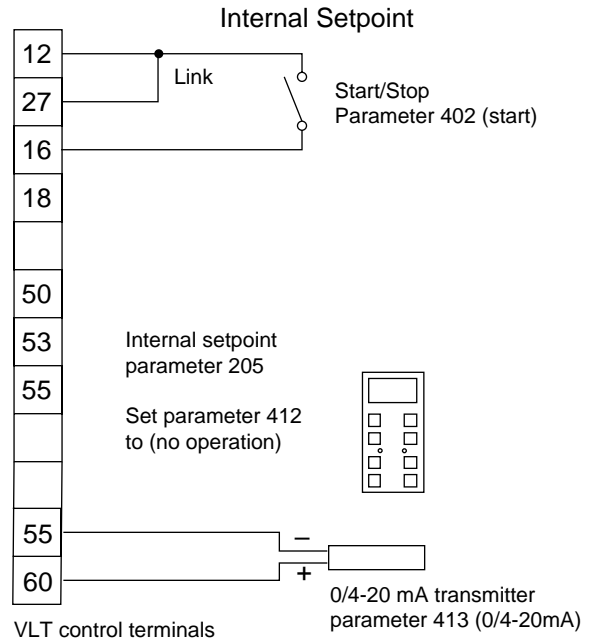 Internal Setpoint
12
27
16
18
50
53
55
55
60
Link
Start/Stop
Parameter 402 (start)
Internal setpoint
parameter 205
Set parameter 412
to (no operation)
–
+
0/4-20 mA transmitter
parameter 413 (0/4-20mA)
VLT control terminals